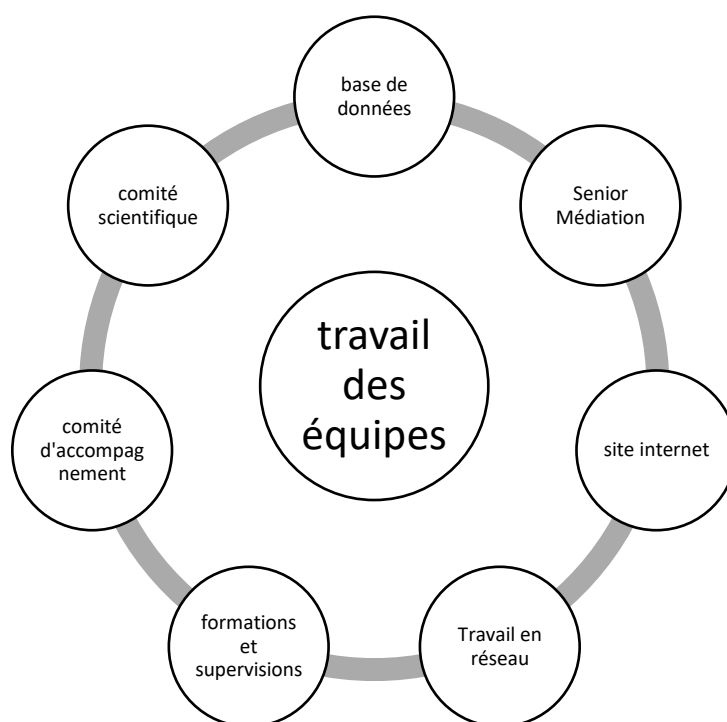 base de
données
Senior
Médiation
site internet
Travail en
réseau
formations
et
supervisions
comité
d'accompag
nement
comité
scientifique
travail
des
équipes